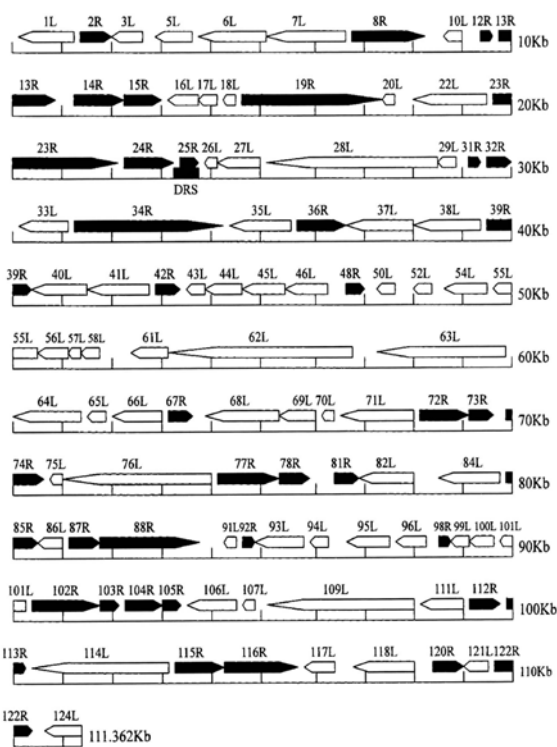 1L 2R 3L 5L 6L 7L 8R 10L 12R 13R
10Kb
13R 14R 15R 16L 17L 18L 19R 20L 22L 23R
20Kb
23R 24R 25R 26L 27L 28L 29L 31R 32R
30Kb
DRS
33L 34R 35L 36R 37L 38L 39R
40Kb
39R 40L 41L 42R 43L 44L 45L 46L 48R 50L 52L 54L 55L
50Kb
55L 56L 57L 58L 61L 62L 63L
60Kb
64L 65L 66L 67R 68L 69L 70L 71L 72R 73R
70Kb
74R 75L 76L 77R 78R 81R 82L 84L
80Kb
85R 86L 87R 88R 91L 92R 93L 94L 95L 96L 98R 99L 100L 101L
90Kb
101L 102R 103R 104R 105R 106L 107L 109L 111L 112R
100Kb
113R 114L 115R 116R 117L 118L 120R 121L 122R
110Kb
122R 124L
111.362Kb